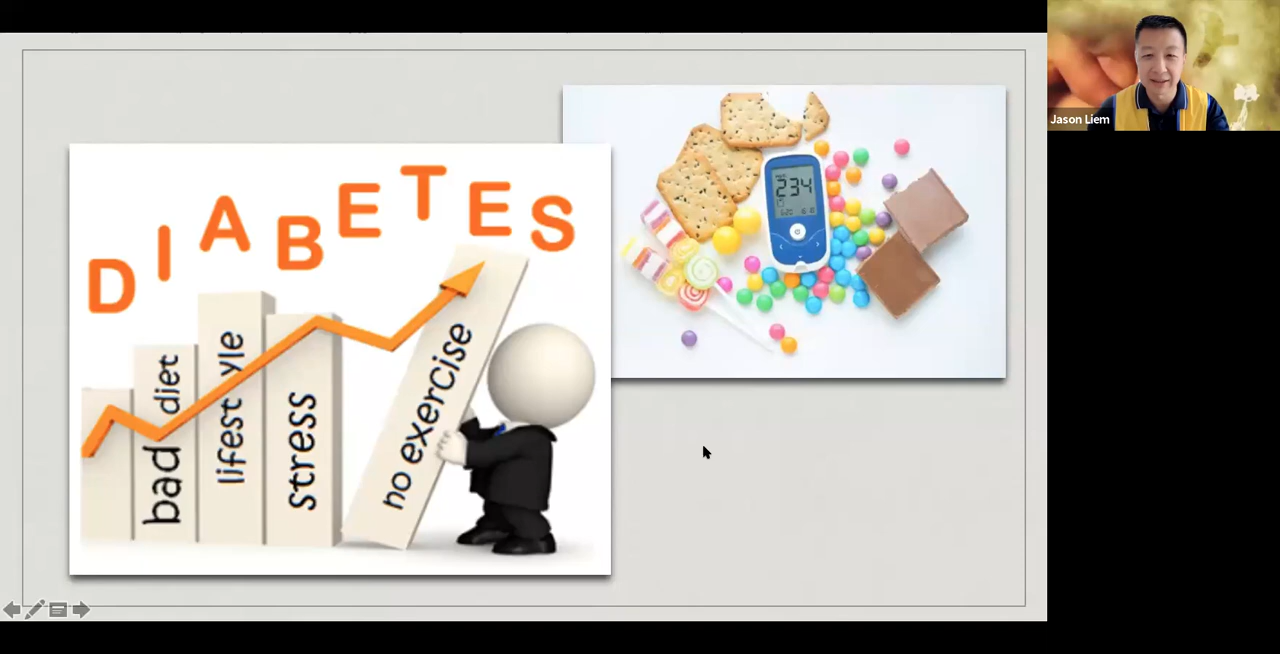 DIABETES
bad diet
lifestyle
stress
no exercise
234
Jason Liem